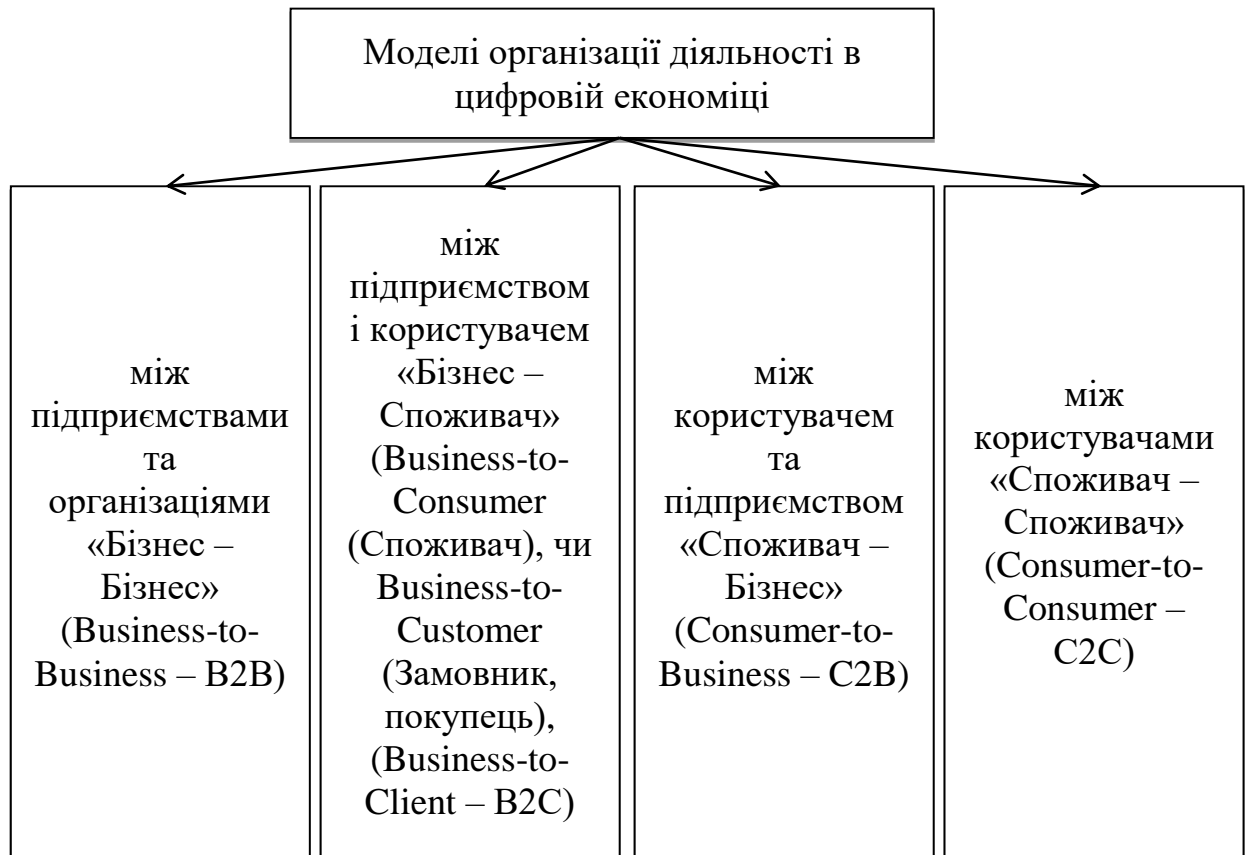 Моделі організації діяльності в
цифровій економіці
між
підприємствами
та
організаціями
«Бізнес –
Бізнес»
(Business-to-
Business – B2B)
між
підприємством
і користувачем
«Бізнес –
Споживач»
(Business-to-
Consumer
(Споживач), чи
Business-to-
Customer
(Замовник,
покупець),
(Business-to-
Client – B2C)
між
користувачем
та
підприємством
«Споживач –
Бізнес»
(Consumer-to-
Business – C2B)
між
користувачами
«Споживач –
Споживач»
(Consumer-to-
Consumer –
C2C)